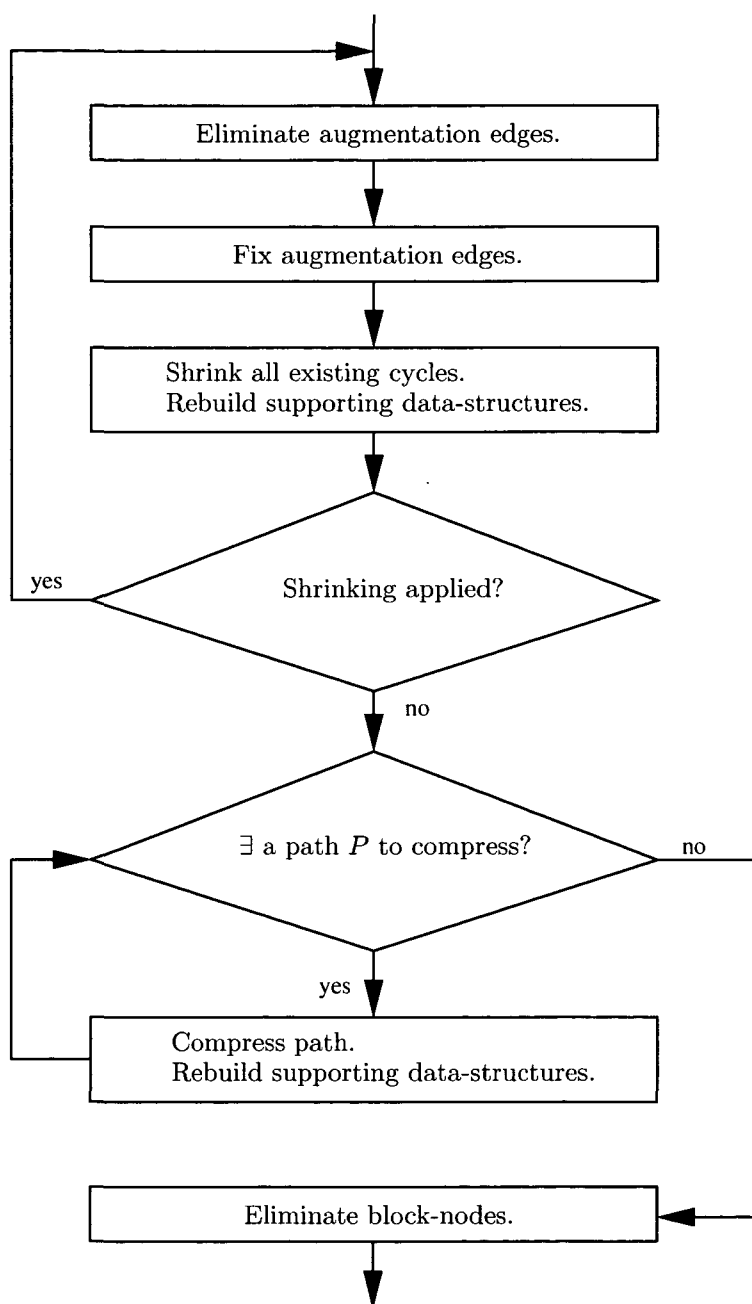 Eliminate augmentation edges.
Fix augmentation edges.
Shrink all existing cycles.
Rebuild supporting data-structures.
Shrinking applied?
yes
no
∃ a path P to compress?
no
yes
Compress path.
Rebuild supporting data-structures.
Eliminate block-nodes.